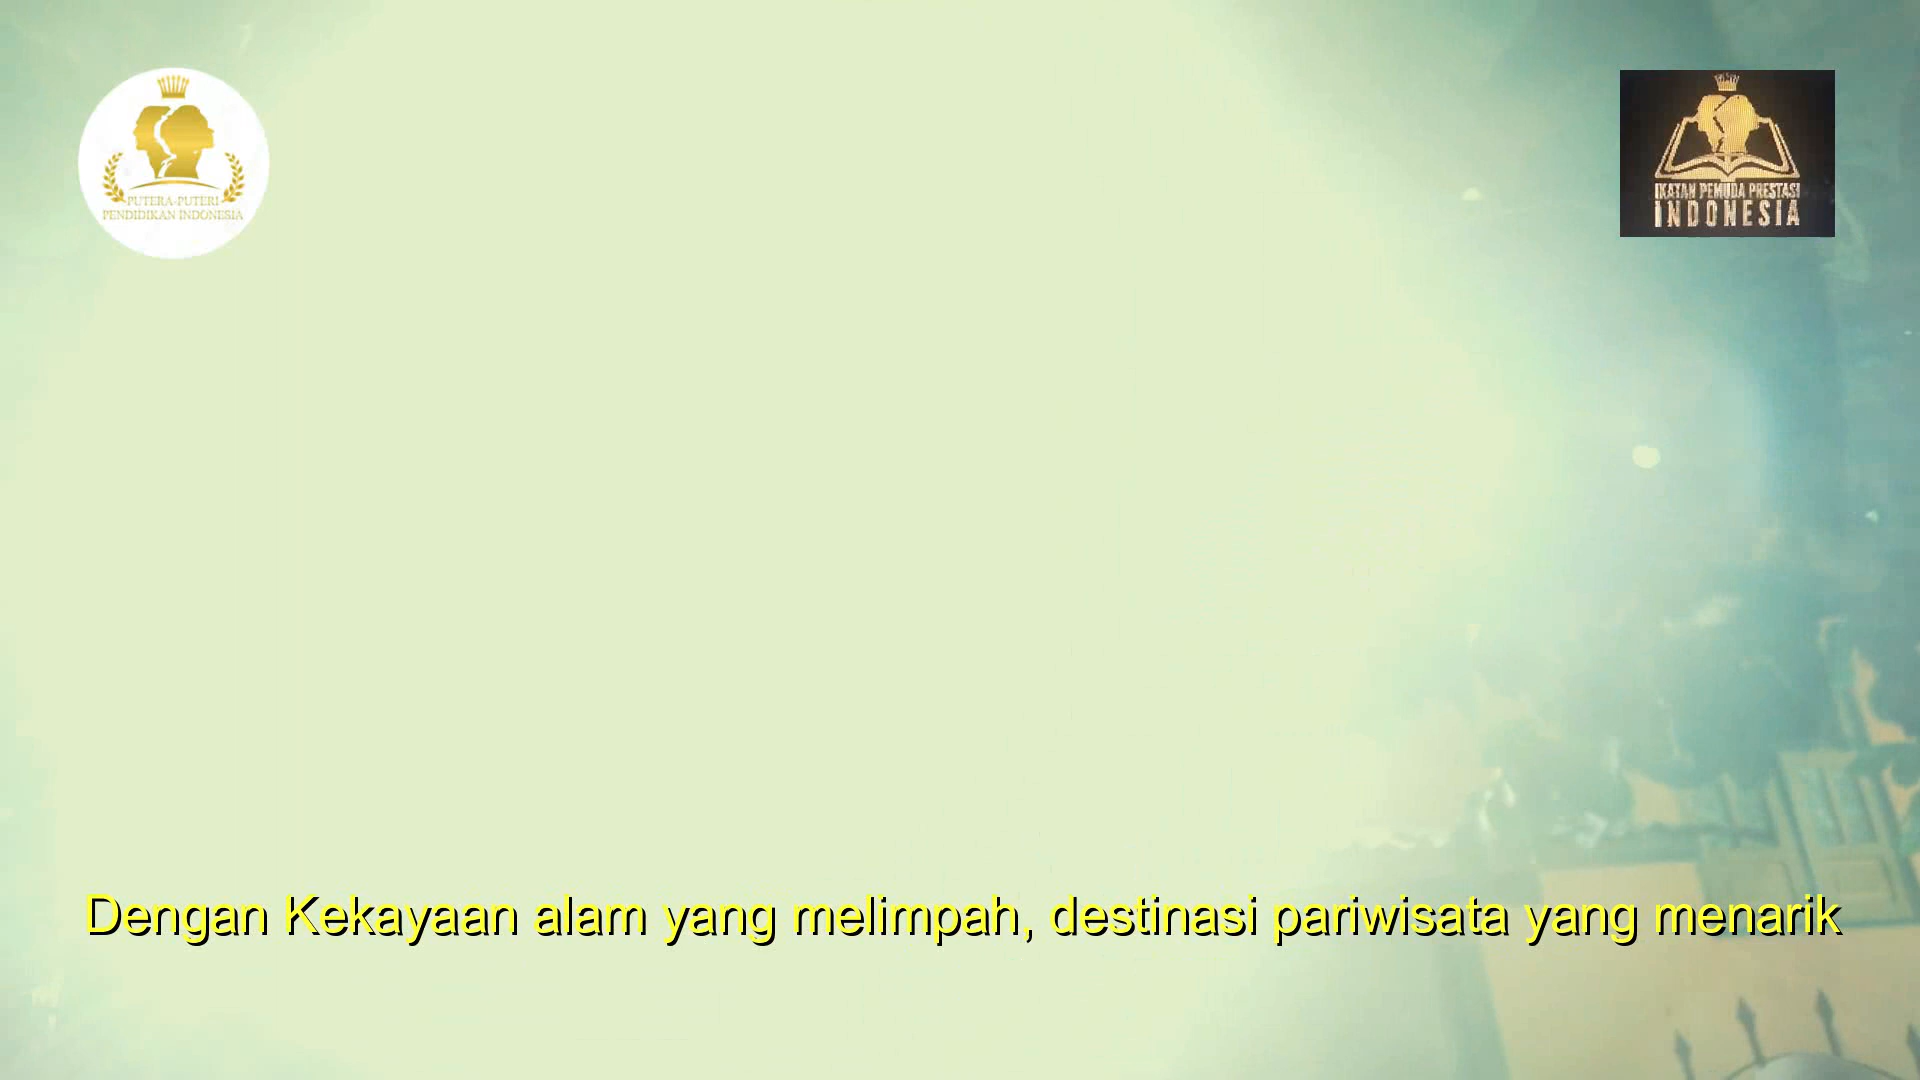 PUTERA-PUTERI
PENDIDIKAN INDONESIA
IKATAN PEMUDA PRESTASI
INDONESIA
Dengan Kekayaan alam yang melimpah, destinasi pariwisata yang menarik